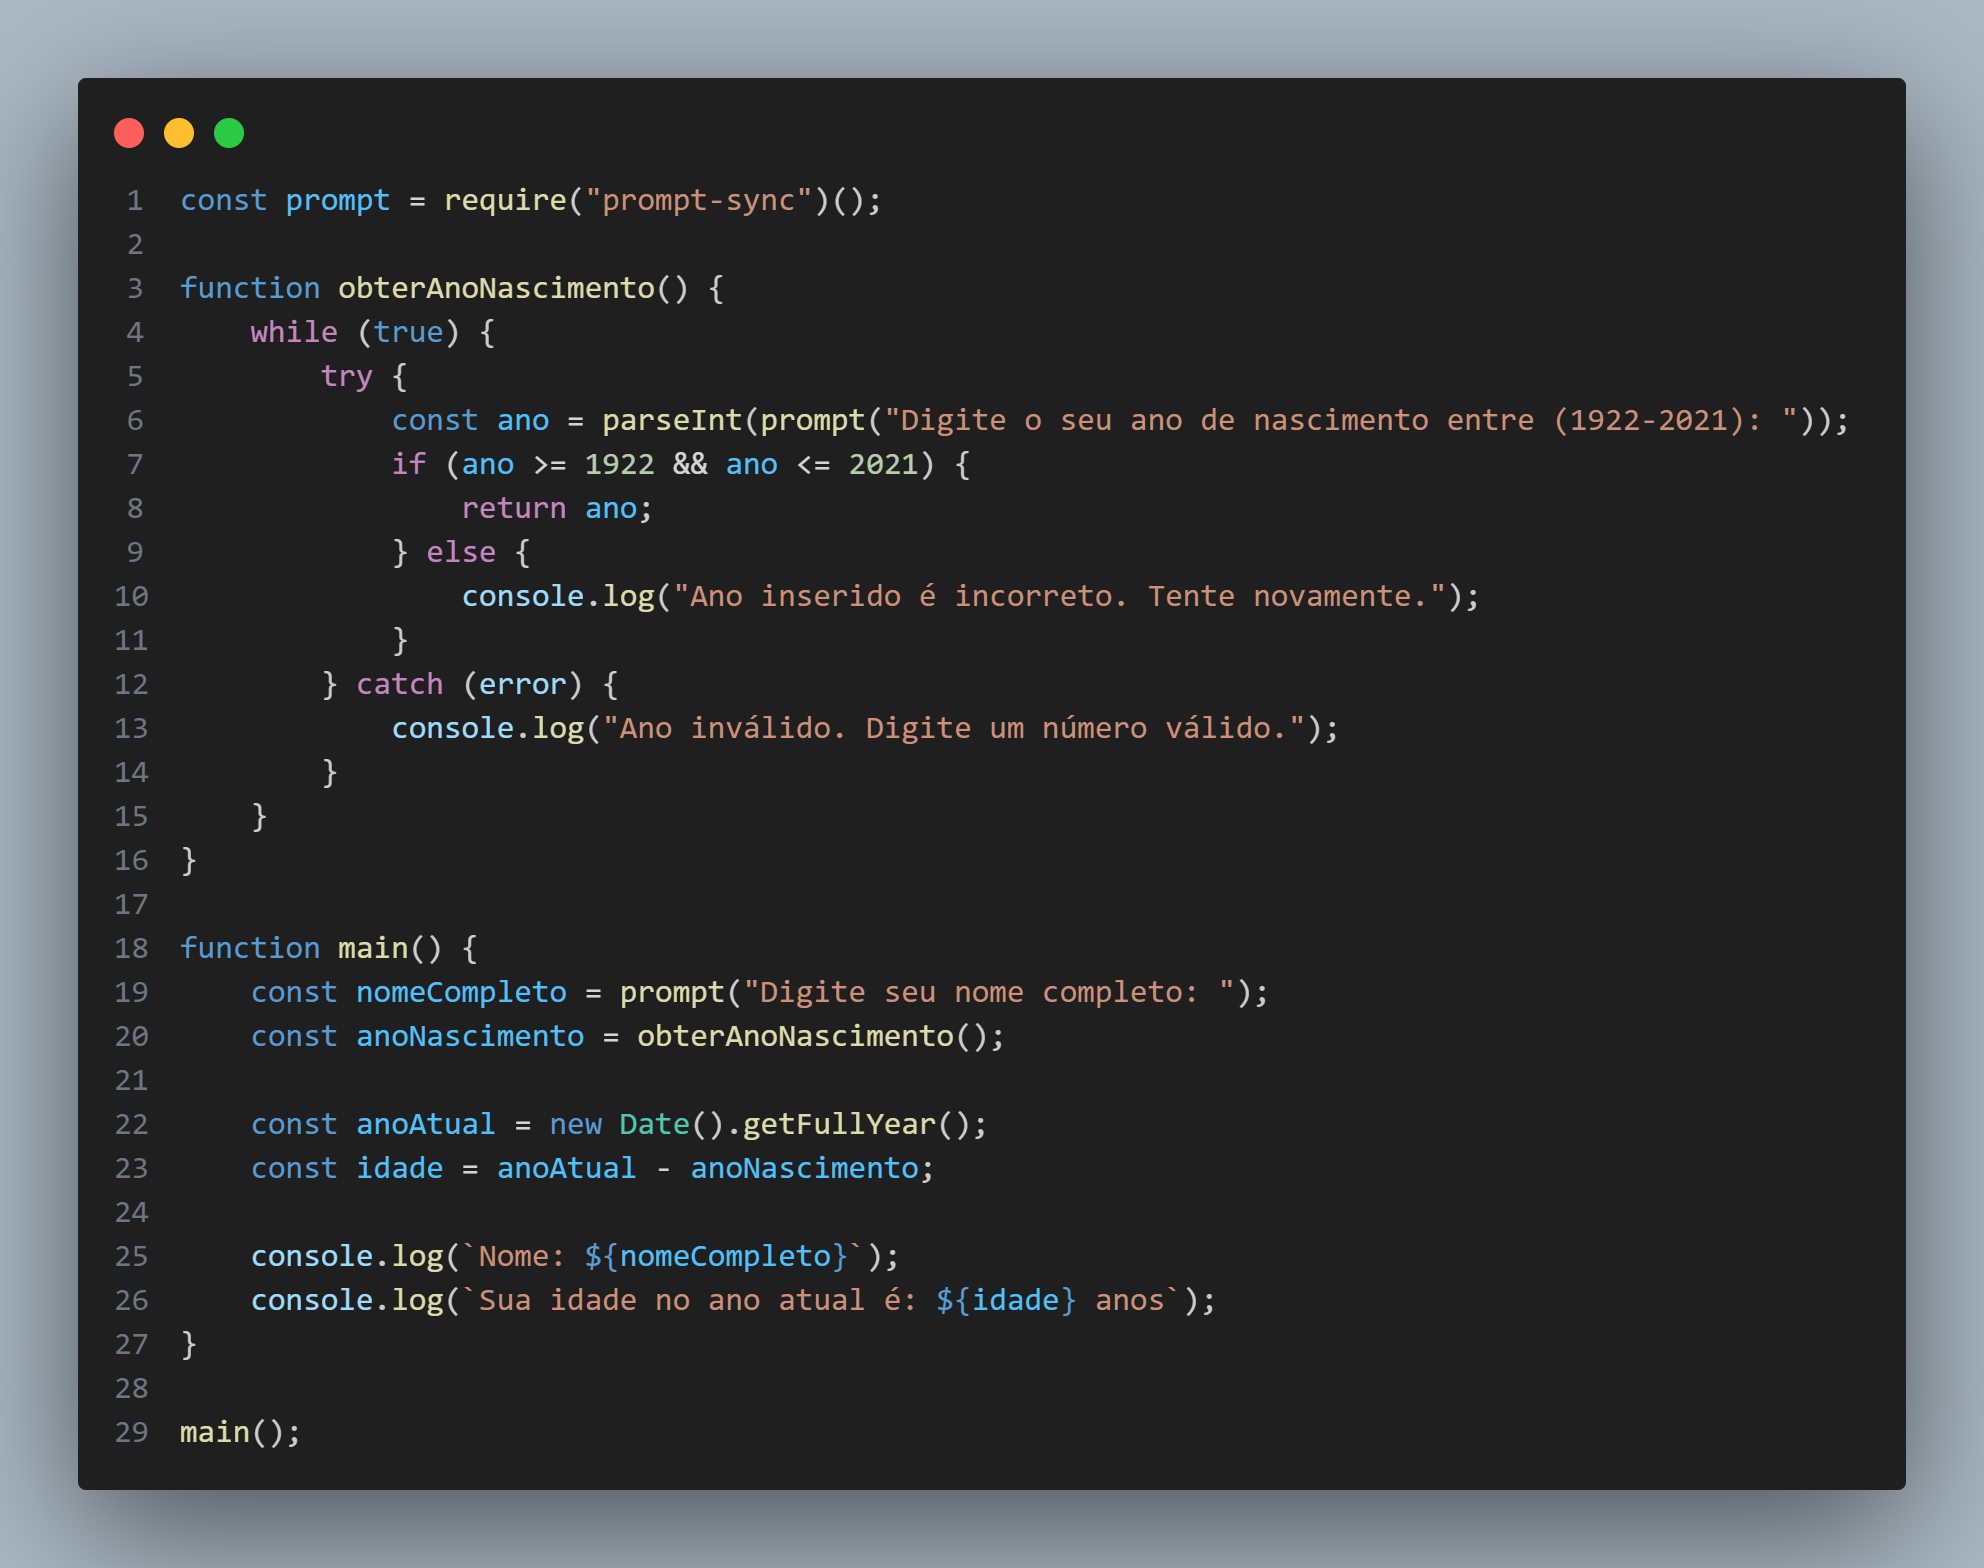 1 const prompt = require("prompt-sync")();
2
3 function obterAnoNascimento() {
4     while (true) {
5         try {
6             const ano = parseInt(prompt("Digite o seu ano de nascimento entre (1922-2021): "));
7             if (ano >= 1922 && ano <= 2021) {
8                 return ano;
9             } else {
10                 console.log("Ano inserido é incorreto. Tente novamente.");
11             }
12         } catch (error) {
13             console.log("Ano inválido. Digite um número válido.");
14         }
15     }
16 }
17
18 function main() {
19     const nomeCompleto = prompt("Digite seu nome completo: ");
20     const anoNascimento = obterAnoNascimento();
21
22     const anoAtual = new Date().getFullYear();
23     const idade = anoAtual - anoNascimento;
24
25     console.log(`Nome: ${nomeCompleto}`);
26     console.log(`Sua idade no ano atual é: ${idade} anos`);
27 }
28
29 main();